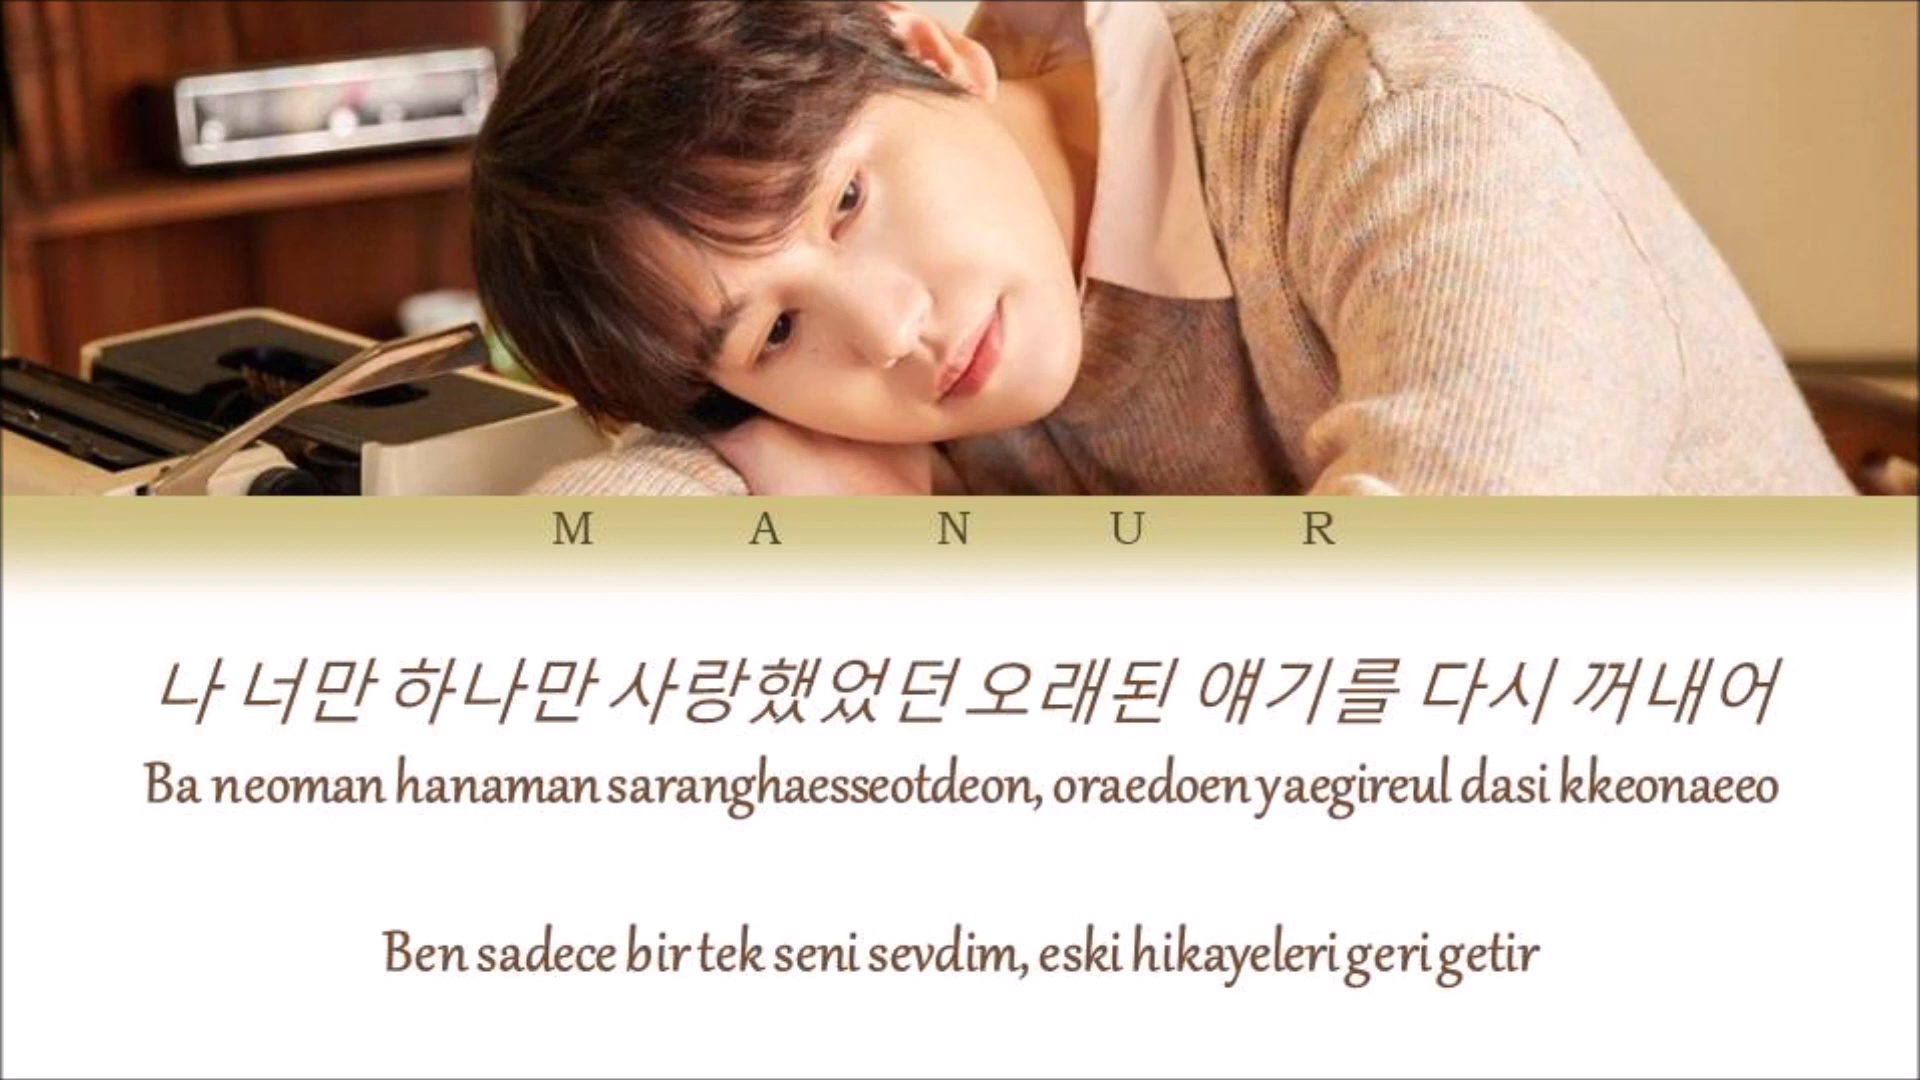 M A N U R
나 너만 하나만 사랑했었던 오래된 얘기를 다시 꺼내어
Ba neoman hanaman saranghaesseotdeon, oraedoen yaegireul dasi kkeonaeeo
Ben sadece bir tek seni sevdim, eski hikayeleri geri getir